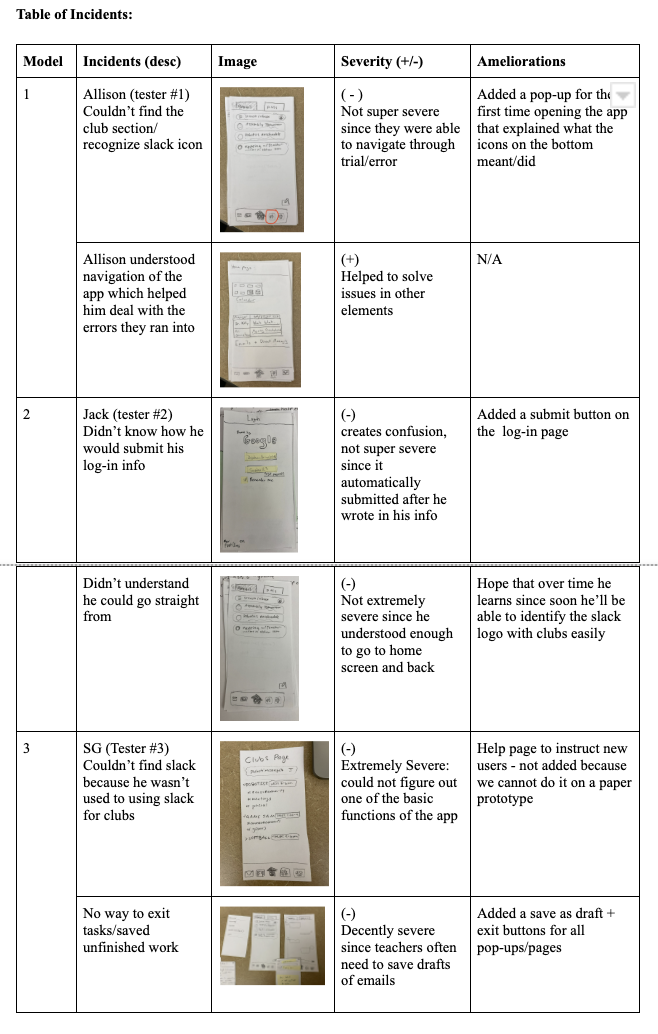 Table of Incidents:
Model
Incidents (desc)
Image
Severity (+/-)
Ameliorations
1
Allison (tester #1)
Couldn't find the
club section/
recognize slack icon
( - )
Not super severe
since they were able
to navigate through
trial/error
Added a pop-up for the
first time opening the app
that explained what the
icons on the bottom
meant/did
Allison understood
navigation of the
app which helped
him deal with the
errors they ran into
(+)
Helped to solve
issues in other
elements
N/A
2
Jack (tester #2)
Didn't know how he
would submit his
log-in info
Login
Google
(-)
creates confusion,
not super severe
since it
automatically
submitted after he
wrote in his info
Added a submit button on
the log-in page
Didn't understand
he could go straight
from
(-)
Not extremely
severe since he
understood enough
to go to home
screen and back
Hope that over time he
learns since soon he'll be
able to identify the slack
logo with clubs easily
3
SG (Tester #3)
Couldn't find slack
because he wasn't
used to using slack
for clubs
Clubs Page
(-)
Extremely Severe:
could not figure out
one of the basic
functions of the app
Help page to instruct new
users - not added because
we cannot do it on a paper
prototype
No way to exit
tasks/saved
unfinished work
(-)
Decently severe
since teachers often
need to save drafts
of emails
Added a save as draft +
exit buttons for all
pop-ups/pages